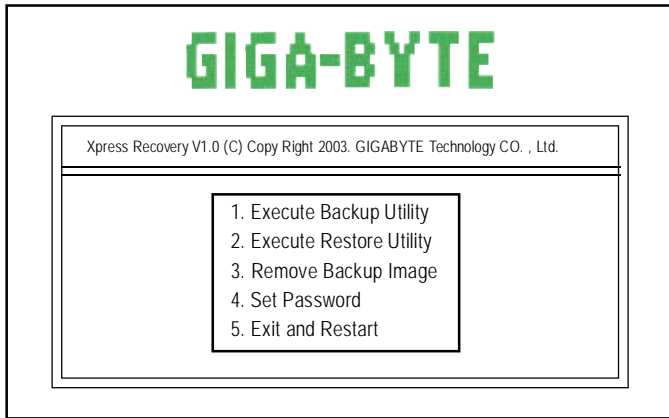 GIGA-BYTE
Xpress Recovery V1.0 (C) Copy Right 2003. GIGABYTE Technology CO. , Ltd.
1. Execute Backup Utility
2. Execute Restore Utility
3. Remove Backup Image
4. Set Password
5. Exit and Restart